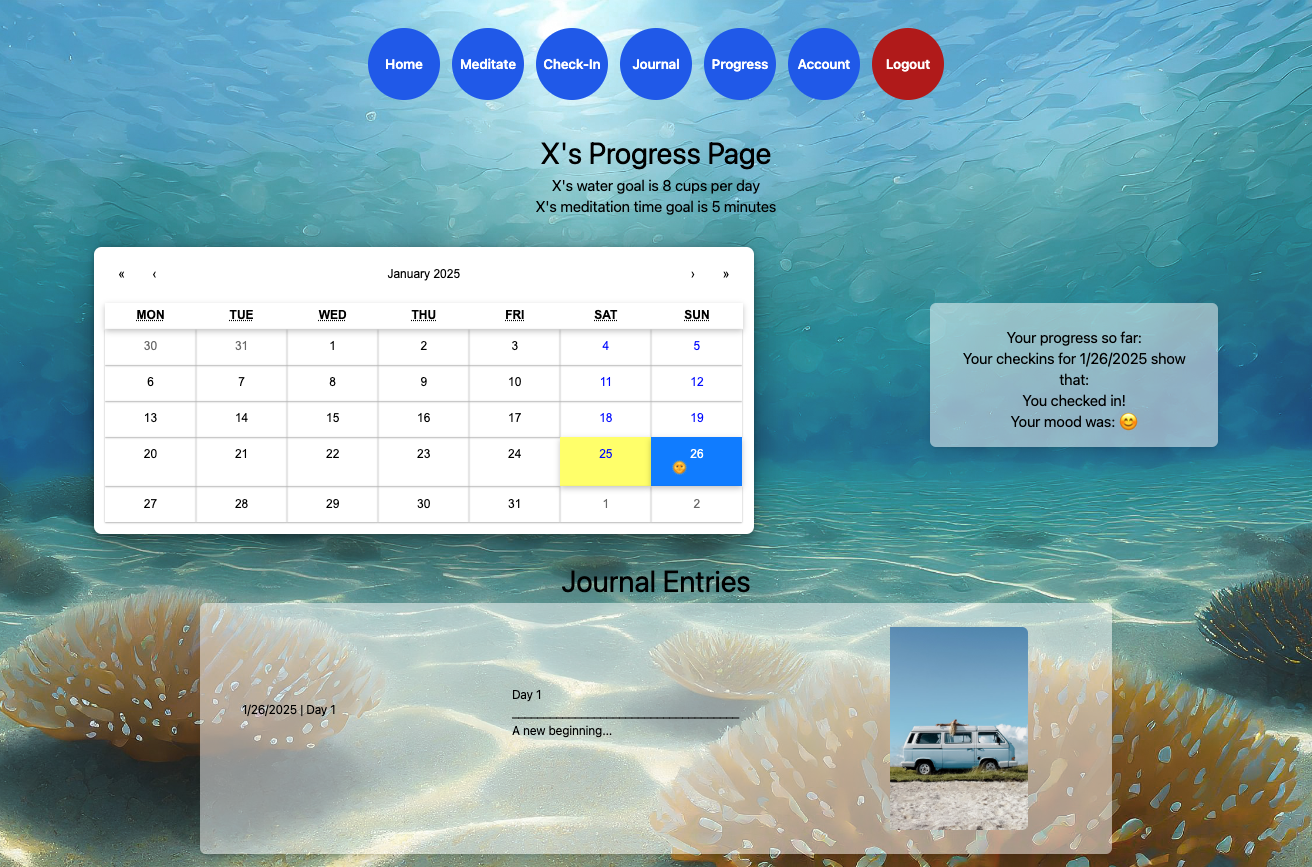 Home Meditate Check-In Journal Progress Account Logout
X's Progress Page
X's water goal is 8 cups per day
X's meditation time goal is 5 minutes
« ‹ January 2025 › »
MON TUE WED THU FRI SAT SUN
30 31 1 2 3 4 5
6 7 8 9 10 11 12
13 14 15 16 17 18 19
20 21 22 23 24 25 26
🌞
27 28 29 30 31 1 2
Your progress so far:
Your checkins for 1/26/2025 show
that:
You checked in!
Your mood was: 😊
Journal Entries
1/26/2025 | Day 1
Day 1
A new beginning...